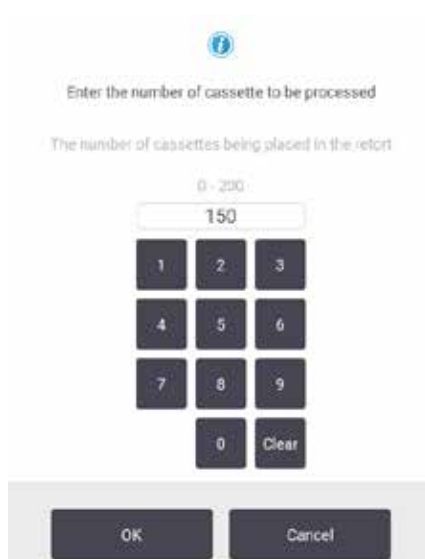 Enter the number of cassette to be processed
The number of cassettes being placed in the retort
0 - 200
150
1 2 3
4 5 6
7 8 9
0 Clear
OK Cancel